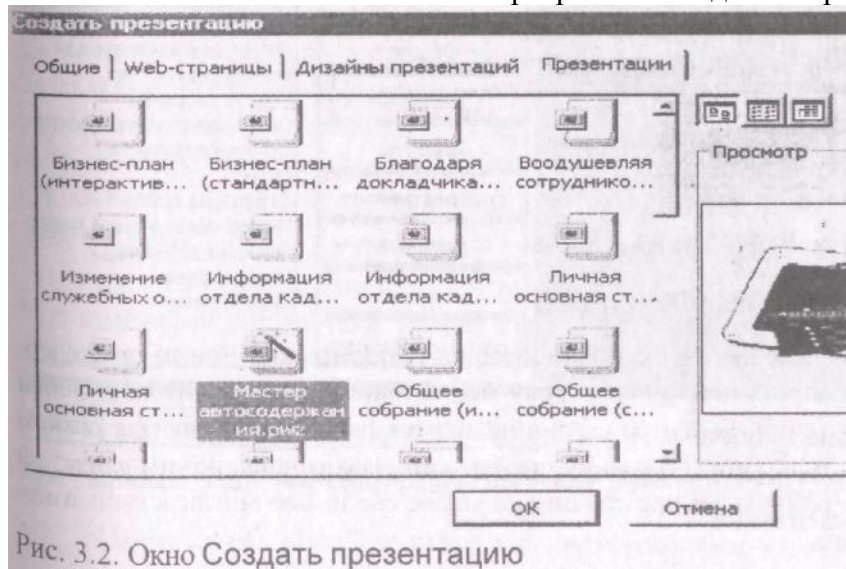 Создать презентацию
Общие
Web-страницы
Дизайны презентаций
Презентации
Бизнес-план
(интерактив...
Бизнес-план
(стандартн...
Благодаря
докладчика...
Воодушевляя
сотруднико...
Просмотр
Изменение
служебных о...
Информация
отдела кад...
Информация
отдела кад...
Личная
основная ст...
Личная
основная ст...
Мастер
автосодержан
ия.pwz
Общее
собрание (и...
Общее
собрание (с...
ОК
Отмена
Рис. 3.2. Окно Создать презентацию